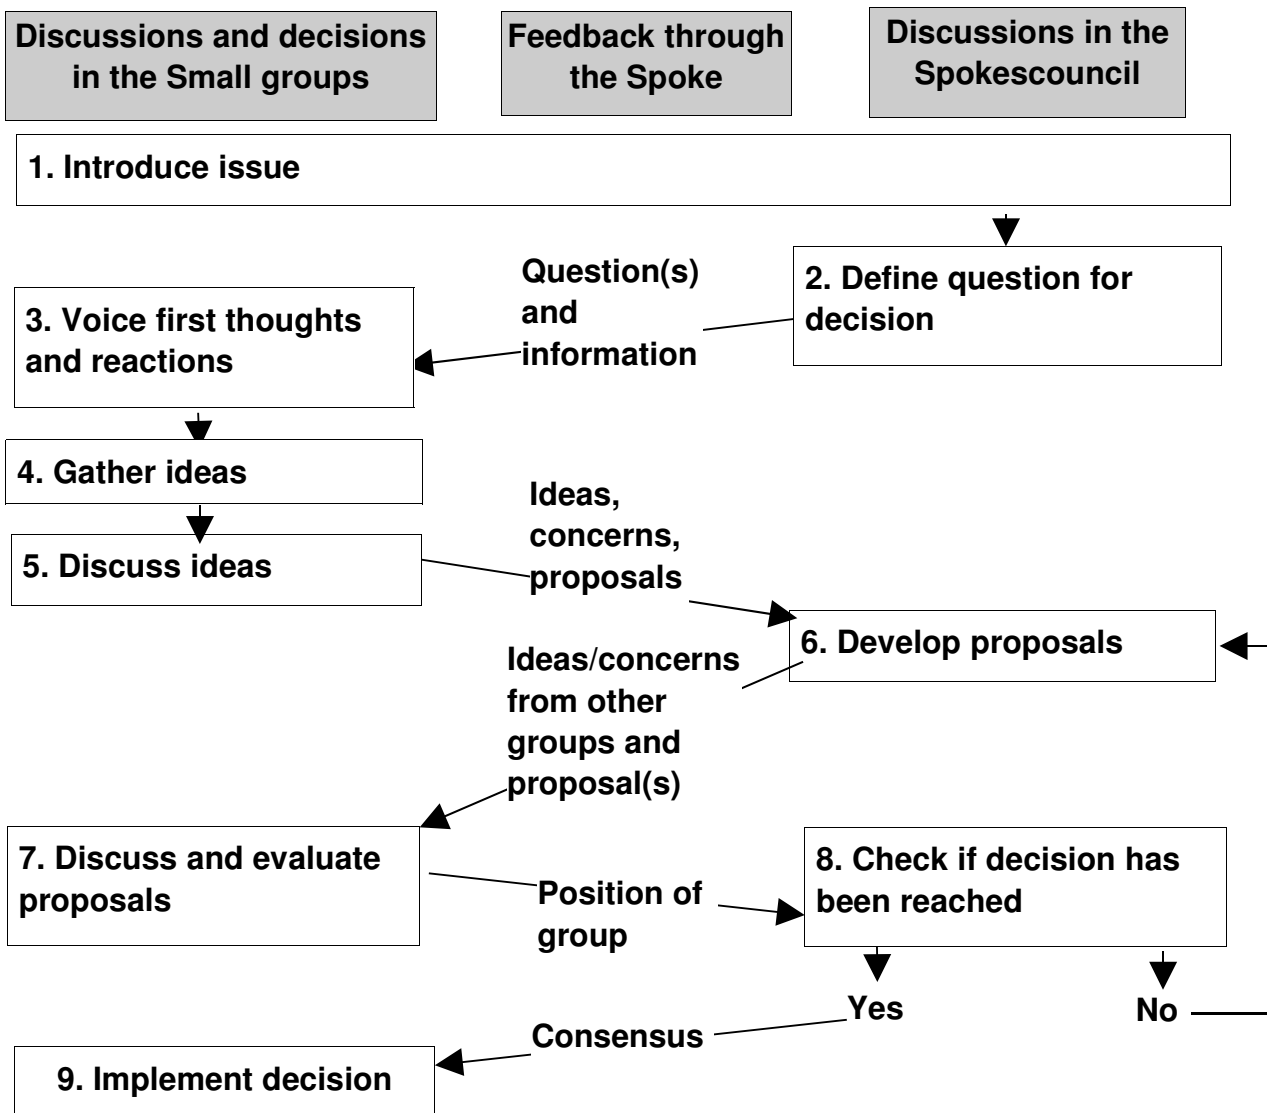 Discussions and decisions
in the Small groups
Feedback through
the Spoke
Discussions in the
Spokescouncil
1. Introduce issue
2. Define question for
decision
Question(s)
and
information
3. Voice first thoughts
and reactions
4. Gather ideas
5. Discuss ideas
Ideas,
concerns,
proposals
6. Develop proposals
Ideas/concerns
from other
groups and
proposal(s)
7. Discuss and evaluate
proposals
Position of
group
8. Check if decision has
been reached
Yes
No
Consensus
9. Implement decision